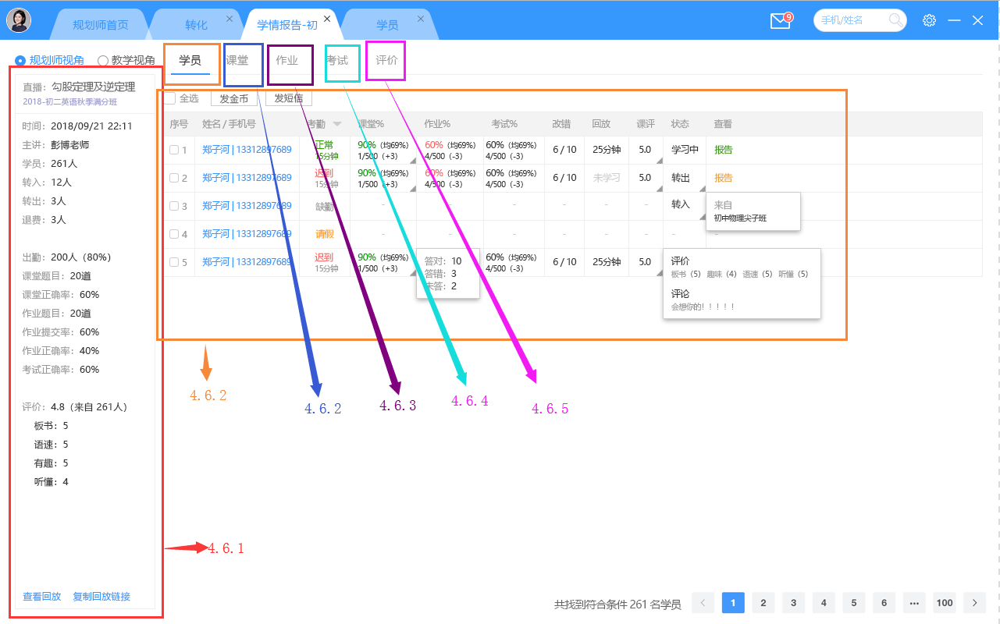 规划师首页
转化
学情报告-初
学员
9
手机/姓名
规划师视角
教学视角
学员
课堂
作业
考试
评价
直播：勾股定理及逆定理
2018-初二英语秋季满分班
时间：2018/09/21 22:11
主讲：彭博老师
学员：261人
转入：12人
转出：3人
退费：3人
出勤：200人（80%）
课堂题目：20道
课堂正确率：60%
作业题目：20道
作业提交率：60%
作业正确率：40%
考试正确率：60%
评价：4.8（来自 261人）
板书：5
语速：5
有趣：5
听懂：4
查看回放 复制回放链接
全选 发金币 发短信
序号 姓名 / 手机号 考勤 课堂% 作业% 考试% 改错 回放 课评 状态 查看
1 郑子河 | 13312897689 正常 90%（均69%） 60%（均69%） 60%（均69%） 6 / 10 25分钟 5.0 学习中 报告
15分钟 1/500（+3） 4/500（-3） 4/500（-3）
2 郑子河 | 13312897689 迟到 90%（均69%） 60%（均69%） 60%（均69%） 6 / 10 未学习 5.0 转出 报告
15分钟 1/500（+3） 4/500（-3） 4/500（-3）
3 郑子河 | 13312897689 缺勤 - - - - - - 转入
来自
初中物理尖子班
4 郑子河 | 13312897689 请假 - - - - - - - -
5 郑子河 | 13312897689 迟到 90%（均69%） 60%（均69%） 6 / 10 25分钟 5.0
15分钟 1/500（+3） 4/500（-3）
答对：10
答错：3
未答：2
评价
板书（5） 趣味（4） 语速（5） 听懂（5）
评论
会想你的！！！！！
4.6.2
4.6.2
4.6.3
4.6.4
4.6.5
4.6.1
共找到符合条件 261 名学员 < 1 2 3 4 5 6 ••• 100 >